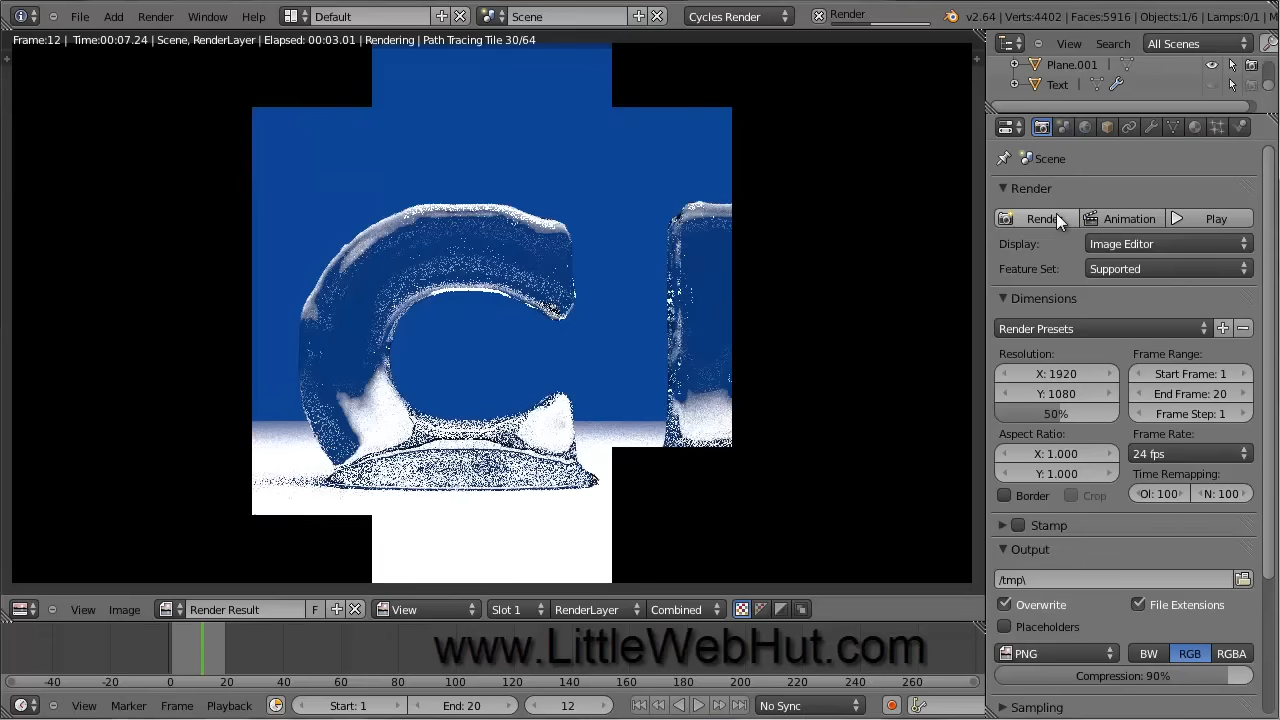 File Add Render Window Help Default Scene Cycles Render Render v2.64 | Verts:4402 | Faces:5916 | Objects:1/6 | Lamps:0/1 | M
Frame:12 | Time:00:07.24 | Scene, RenderLayer | Elapsed: 00:03.01 | Rendering | Path Tracing Tile 30/64
View Search All Scenes
Plane.001
Text
Scene
Render
Render Animation Play
Display: Image Editor
Feature Set: Supported
Dimensions
Render Presets
Resolution: Frame Range:
X: 1920 Start Frame: 1
Y: 1080 End Frame: 20
50% Frame Step: 1
Aspect Ratio: Frame Rate:
X: 1.000 24 fps
Y: 1.000 Time Remapping:
Border Crop Ol: 100 N: 100
Stamp
Output
/tmp\
Overwrite File Extensions
Placeholders
PNG BW RGB RGBA
Compression: 90%
Sampling
View Image Render Result F View Slot 1 RenderLayer Combined
www.LittleWebHut.com
-40 -20 0 20 40 60 80 100 120 140 160 180 200 220 240 260
View Marker Frame Playback Start: 1 End: 20 12 No Sync